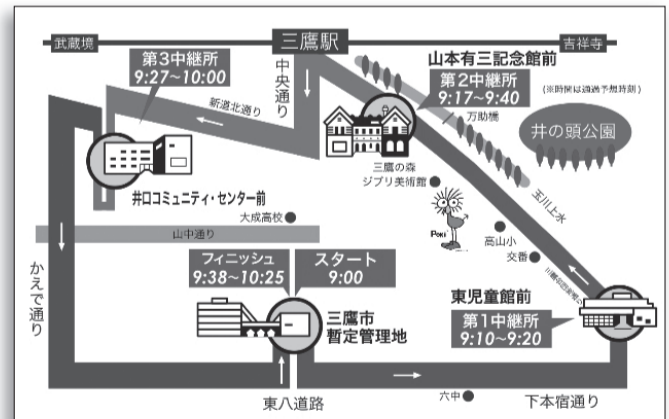 武蔵境
三鷹駅
吉祥寺
第3中継所
9:27〜10:00
中央通り
山本有三記念館前
第2中継所
9:17〜9:40
(※時間は通過予想時刻)
万助橋
井の頭公園
新道北通り
三鷹の森
ジブリ美術館
玉川上水
井口コミュニティ・センター前
大成高校
山中通り
POKI
高山小
交番
かえで通り
フィニッシュ
9:38〜10:25
スタート
9:00
三鷹市
暫定管理地
東児童館前
第1中継所
9:10〜9:20
東八道路
六中
下本宿通り